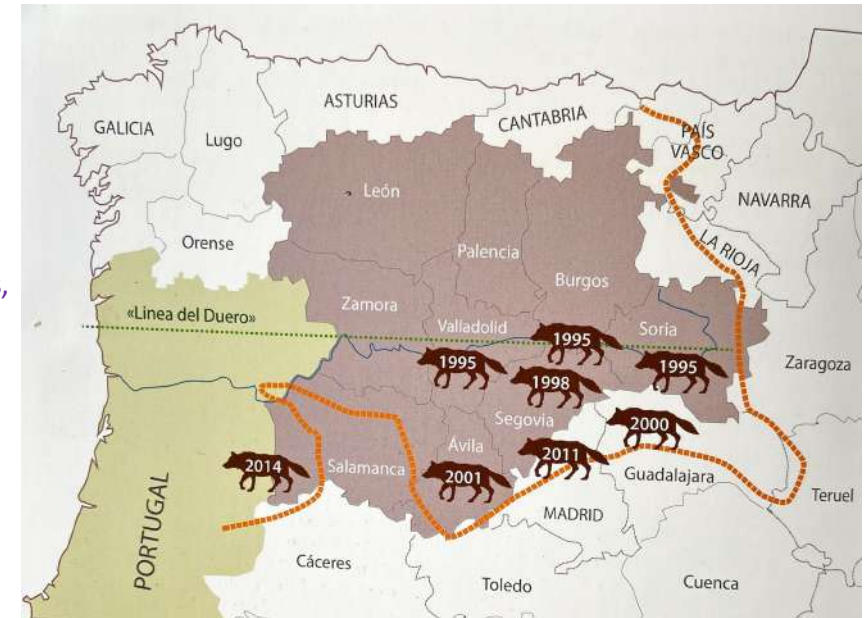 ASTURIAS
CANTABRIA
PAÍS
VASCO
GALICIA
Lugo
León
NAVARRA
LA RIOJA
Orense
Palencia
Burgos
Zamora
«Linea del Duero»
Valladolid
Soria
Zaragoza
1995
1995
1995
1998
Segovia
2000
Ávila
2011
Salamanca
2014
2001
Guadalajara
Teruel
MADRID
PORTUGAL
Cáceres
Toledo
Cuenca
,